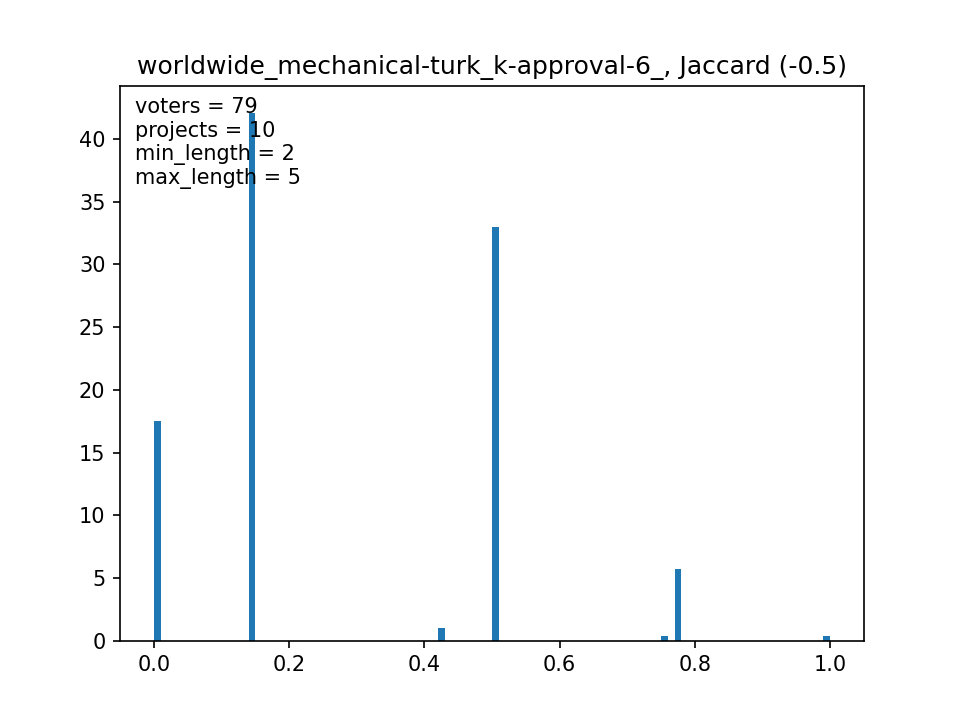 worldwide_mechanical-turk_k-approval-6_, Jaccard (-0.5)
voters = 79
projects = 10
min_length = 2
max_length = 5
40
35
30
25
20
15
10
5
0
0.0 0.2 0.4 0.6 0.8 1.0